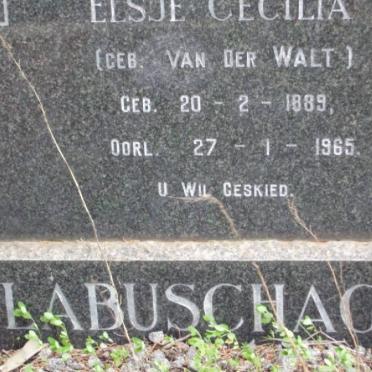 ELSJE CECILIA
(GEB. VAN DER WALT)
GEB. 20 - 2 - 1889,
OORL. 27 - 1 - 1965.
U WIL GESKIED.
LABUSCHAG